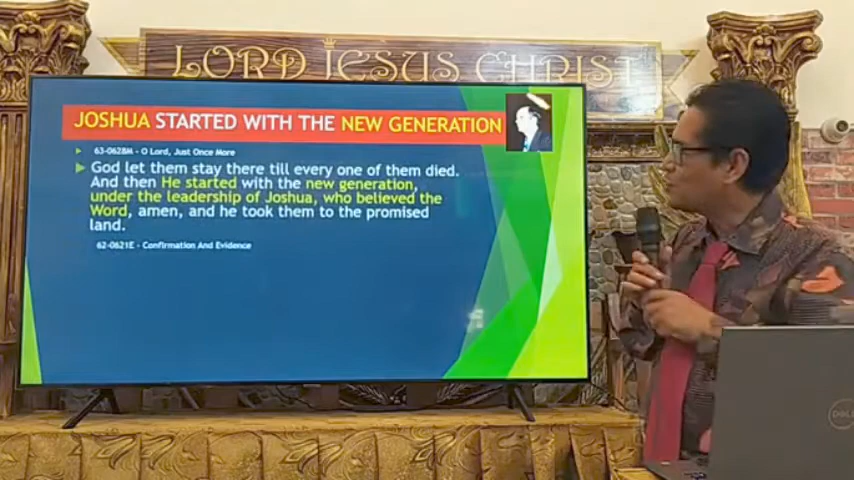 LORD JESUS CHRIST
JOSHUA STARTED WITH THE NEW GENERATION
63-0628M - O Lord, Just Once More
God let them stay there till every one of them died.
And then He started with the new generation,
under the leadership of Joshua, who believed the
Word, amen, and he took them to the promised
land.
62-0621E - Confirmation And Evidence
DELL